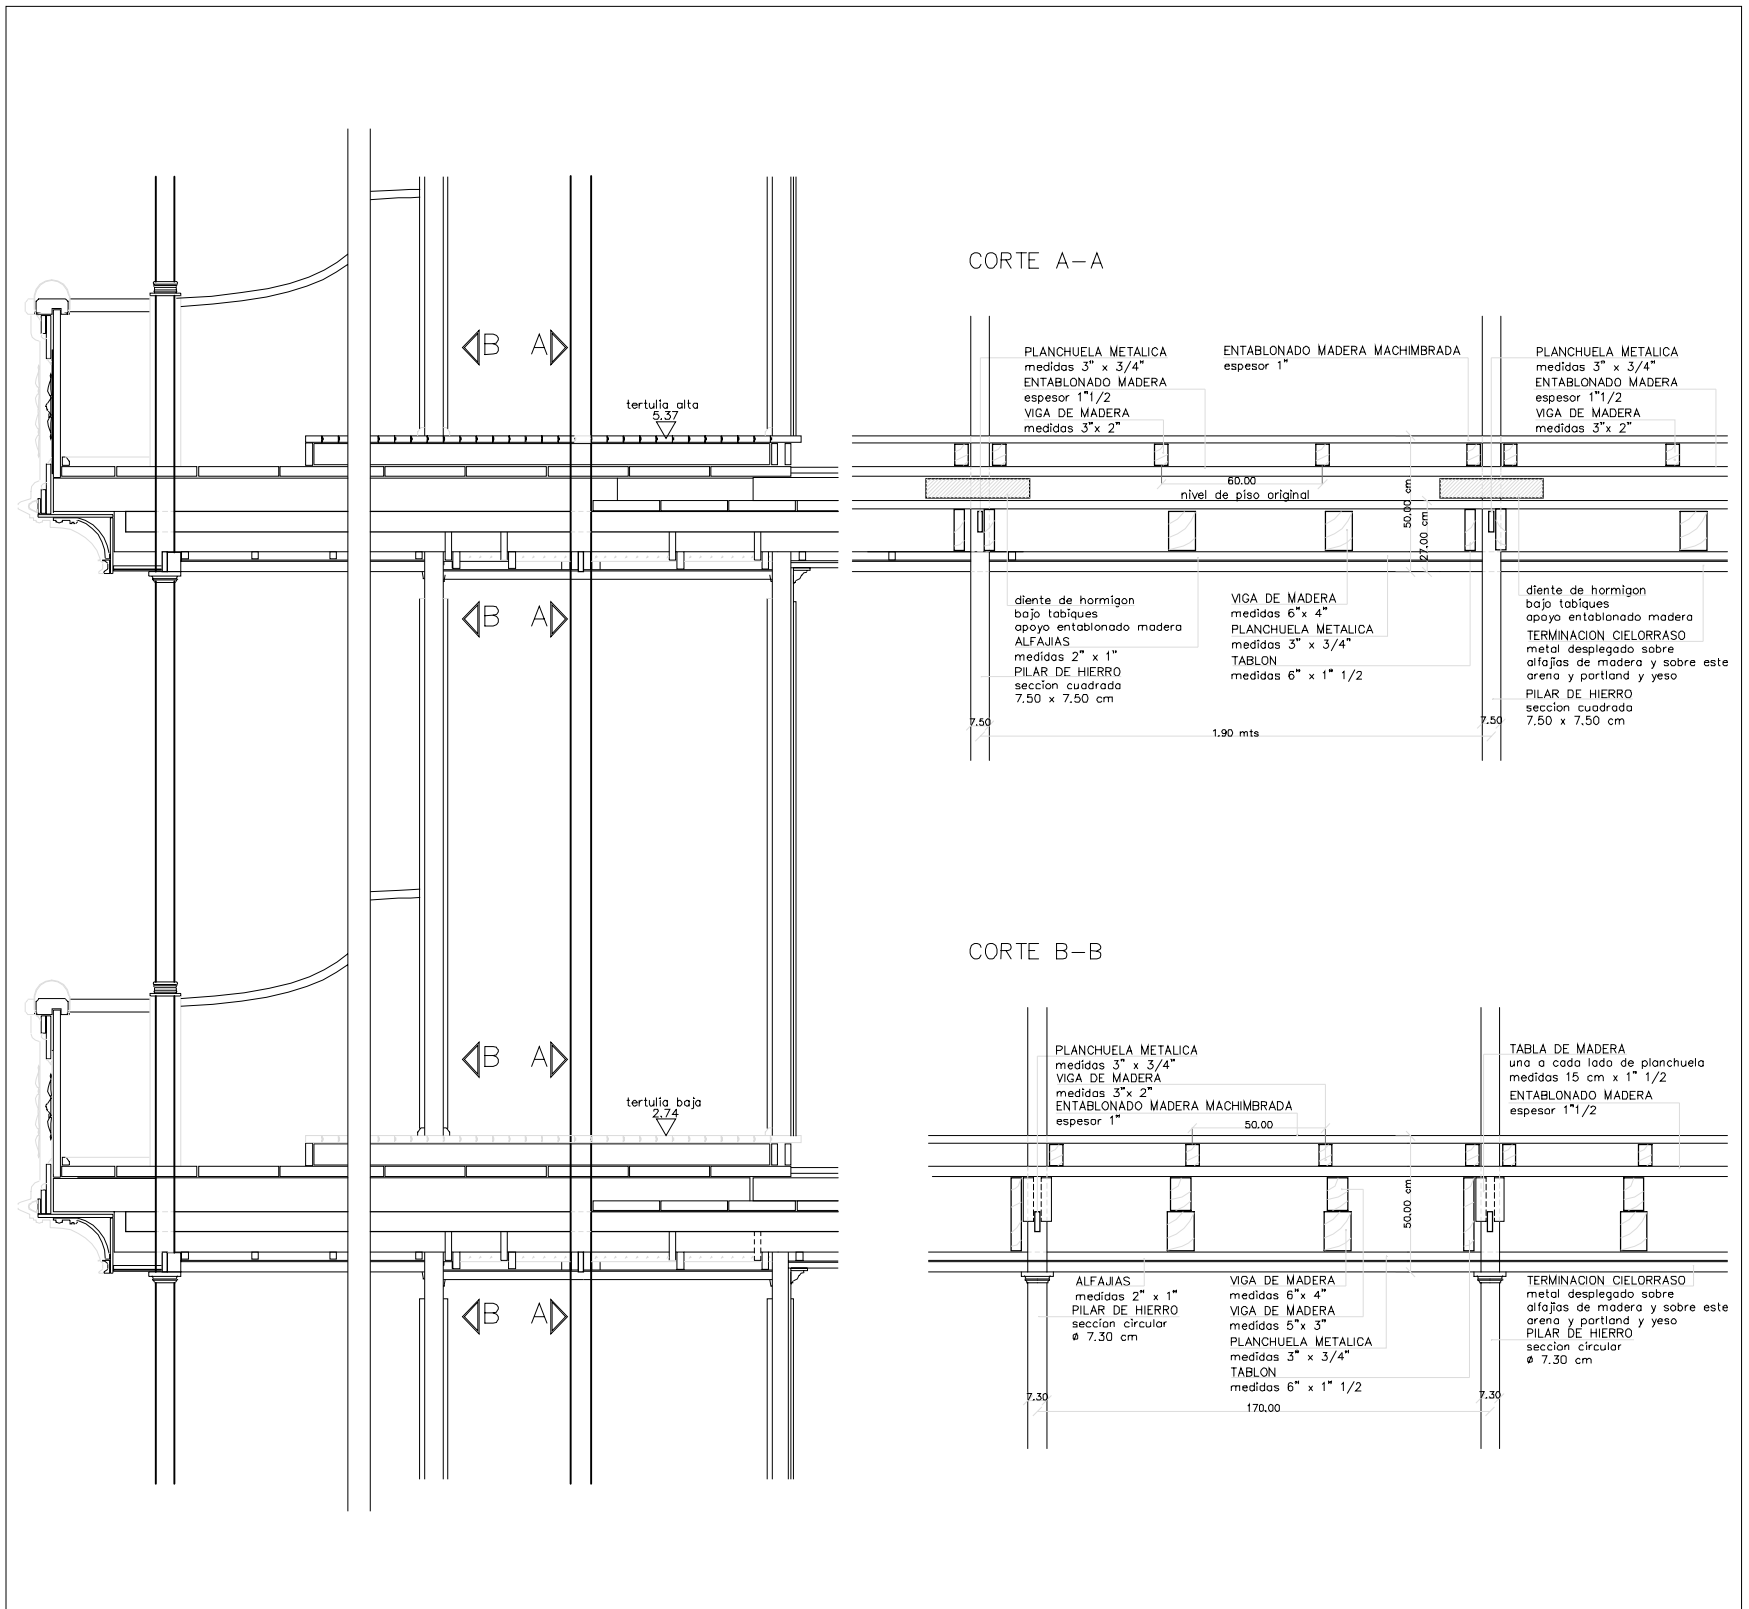 B A
tertulia alta
5.37
B A
B A
tertulia baja
2.74
B A
CORTE A-A
PLANCHUELA METALICA
medidas 3" x 3/4"
ENTABLONADO MADERA
espesor 1"1/2
VIGA DE MADERA
medidas 3"x 2"
ENTABLONADO MADERA MACHIMBRADA
espesor 1"
PLANCHUELA METALICA
medidas 3" x 3/4"
ENTABLONADO MADERA
espesor 1"1/2
VIGA DE MADERA
medidas 3"x 2"
60.00
nivel de piso original
50.00 cm
27.00 cm
diente de hormigon
bajo tabiques
apoyo entablonado madera
ALFAJIAS
medidas 2" x 1"
PILAR DE HIERRO
seccion cuadrada
7.50 x 7.50 cm
VIGA DE MADERA
medidas 6"x 4"
PLANCHUELA METALICA
medidas 3" x 3/4"
TABLON
medidas 6" x 1" 1/2
diente de hormigon
bajo tabiques
apoyo entablonado madera
TERMINACION CIELORRASO
metal desplegado sobre
alfajias de madera y sobre este
arena y portland y yeso
PILAR DE HIERRO
seccion cuadrada
7.50 x 7.50 cm
7.50
7.50
1.90 mts
CORTE B-B
PLANCHUELA METALICA
medidas 3" x 3/4"
VIGA DE MADERA
medidas 3"x 2"
ENTABLONADO MADERA MACHIMBRADA
espesor 1"
50.00
TABLA DE MADERA
una a cada lado de planchuela
medidas 15 cm x 1" 1/2
ENTABLONADO MADERA
espesor 1"1/2
50.00 cm
ALFAJIAS
medidas 2" x 1"
PILAR DE HIERRO
seccion circular
ø 7.30 cm
VIGA DE MADERA
medidas 6"x 4"
VIGA DE MADERA
medidas 5"x 3"
PLANCHUELA METALICA
medidas 3" x 3/4"
TABLON
medidas 6" x 1" 1/2
TERMINACION CIELORRASO
metal desplegado sobre
alfajias de madera y sobre este
arena y portland y yeso
PILAR DE HIERRO
seccion circular
ø 7.30 cm
7.30
7.30
170.00